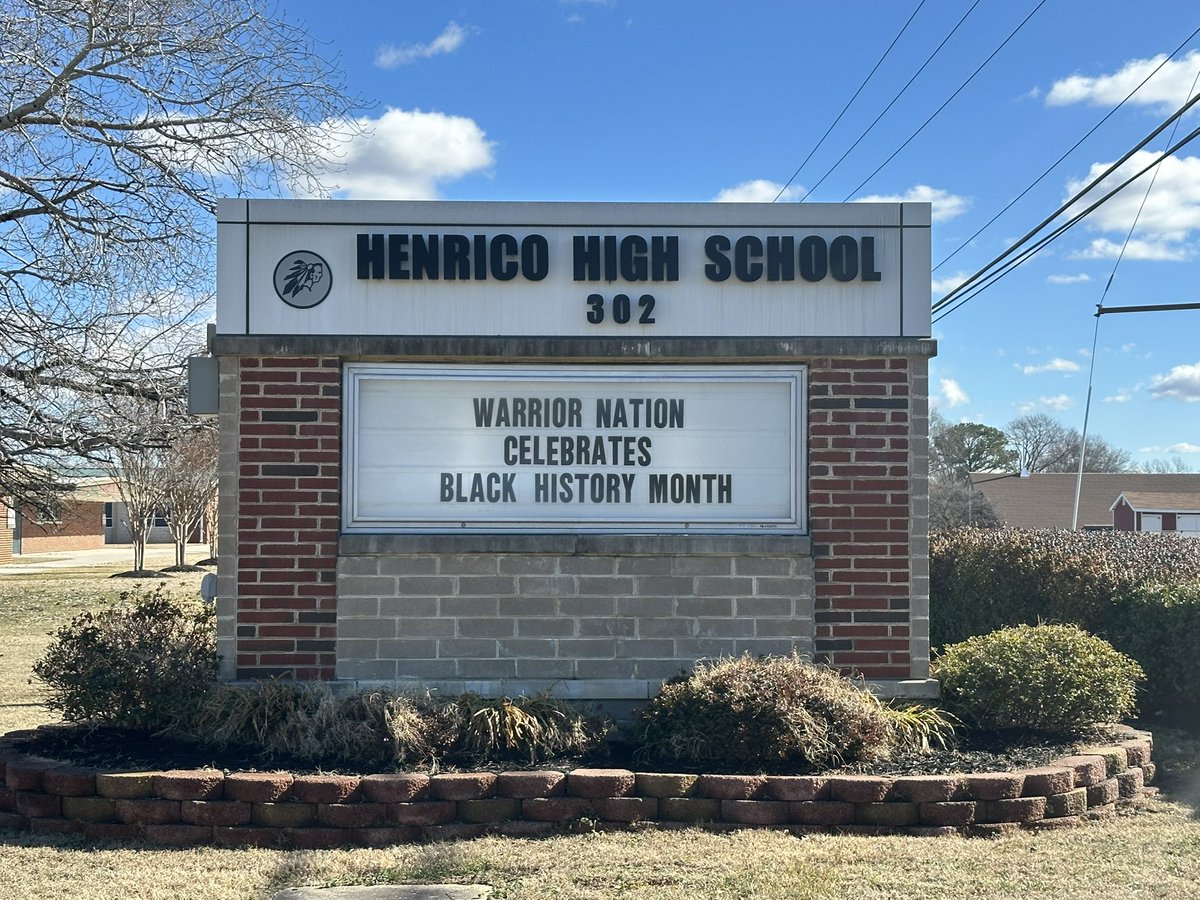 HENRICO HIGH SCHOOL
302
WARRIOR NATION
CELEBRATES
BLACK HISTORY MONTH